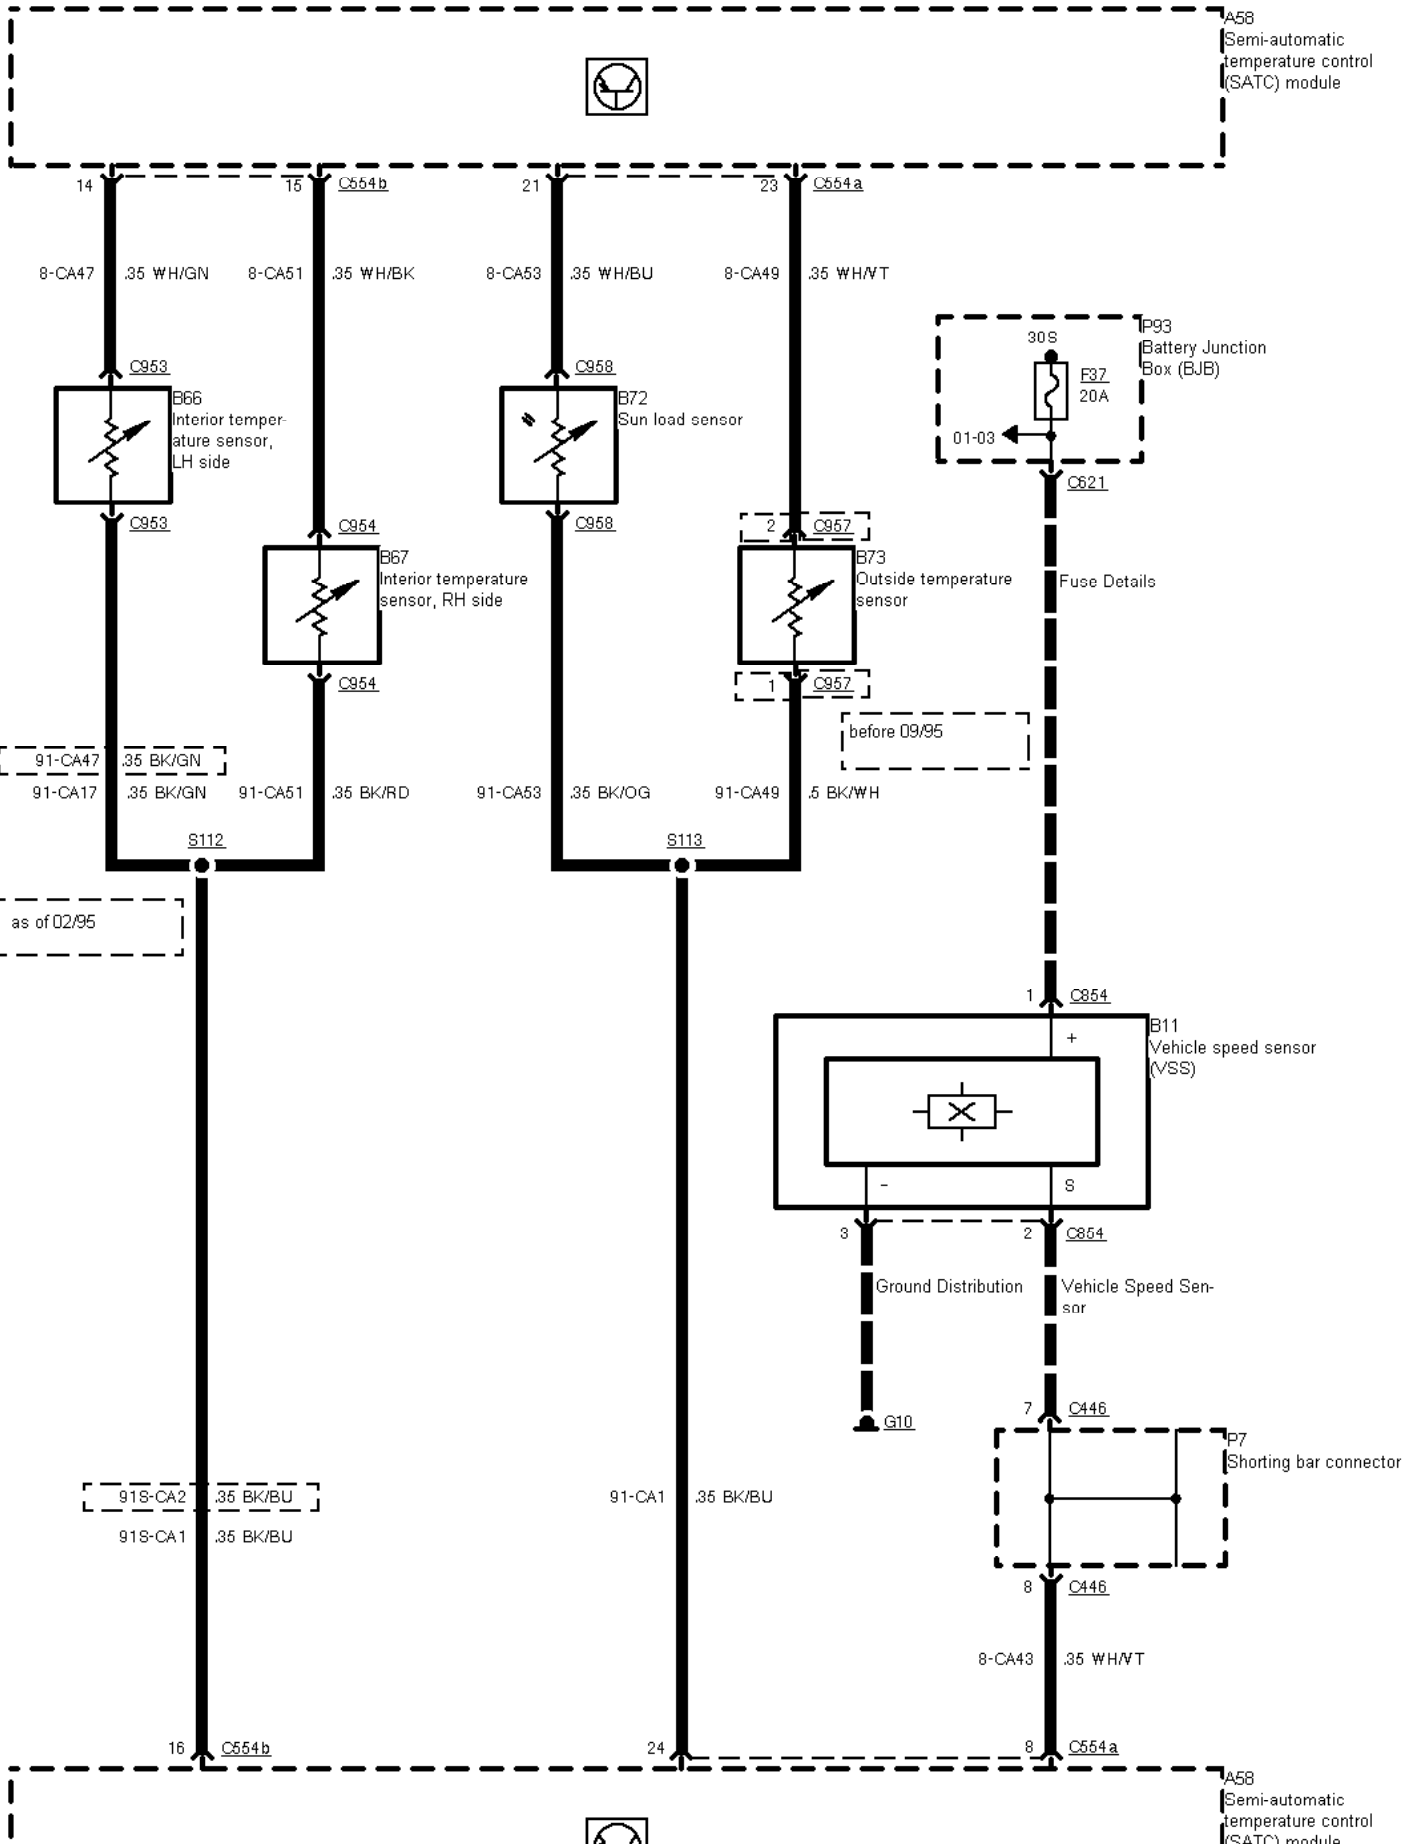 A58
Semi-automatic
temperature control
(SATC) module
14
15
C554b
21
23
C554a
8-CA47
.35 WH/GN
8-CA51
.35 WH/BK
8-CA53
.35 WH/BU
8-CA49
.35 WH/VT
P93
Battery Junction
Box (BJB)
30S
F37
20A
01-03
C621
C953
B66
Interior temper-
ature sensor,
LH side
C953
C958
B72
Sun load sensor
C958
C954
B67
Interior temperature
sensor, RH side
C954
2
C957
B73
Outside temperature
sensor
1
C957
Fuse Details
before 09/95
91-CA47
.35 BK/GN
91-CA17
.35 BK/GN
91-CA51
.35 BK/RD
91-CA53
.35 BK/OG
91-CA49
.5 BK/WH
S112
S113
as of 02/95
1
C854
B11
Vehicle speed sensor
(VSS)
+
-
S
3
2
C854
Ground Distribution
Vehicle Speed Sen-
sor
G10
7
C446
P7
Shorting bar connector
91S-CA2
.35 BK/BU
91S-CA1
.35 BK/BU
91-CA1
.35 BK/BU
8
C446
8-CA43
.35 WH/VT
16
C554b
24
8
C554a
A58
Semi-automatic
temperature control
(SATC) module